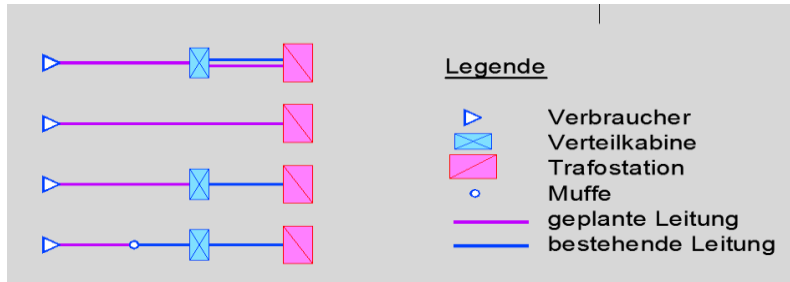 Legende
Verbraucher
Verteilkabine
Trafostation
Muffe
geplante Leitung
bestehende Leitung